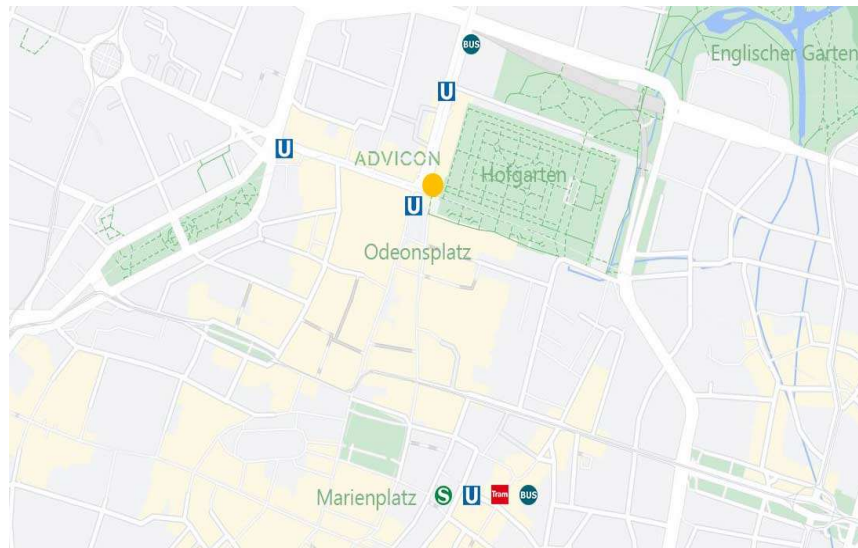 BUS
Englischer Garten
U
U
ADVICON
Hofgarten
U
Odeonsplatz
Marienplatz S U Tram BUS